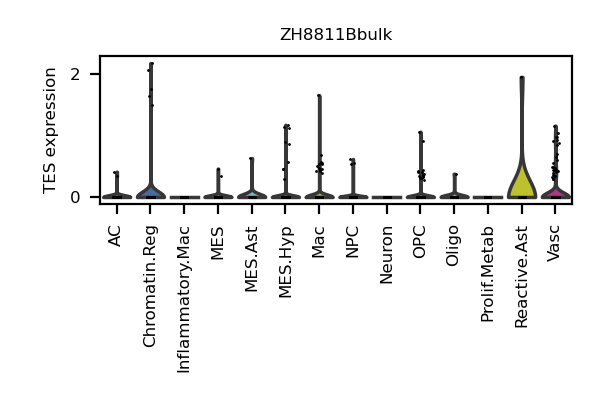 ZH8811Bbulk
TES expression
2
0
AC
Chromatin.Reg
Inflammatory.Mac
MES
MES.Ast
MES.Hyp
Mac
NPC
Neuron
OPC
Oligo
Prolif.Metab
Reactive.Ast
Vasc